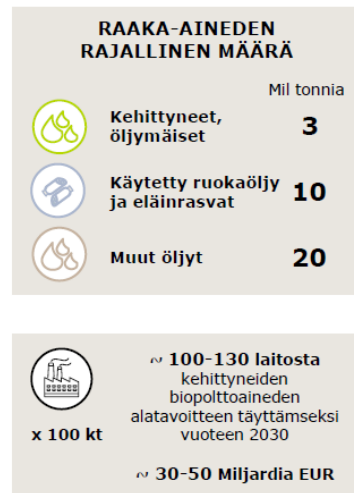 RAAKA-AINEDEN
RAJALLINEN MÄÄRÄ
Mil tonnia
Kehittyneet,
öljymäiset 3
Käytetty ruokaöljy
ja eläinrasvat 10
Muut öljyt 20
~ 100-130 laitosta
kehittyneiden
biopolttoaineiden
alatavoitteen täyttämseksi
vuoteen 2030
x 100 kt
~ 30-50 Miljardia EUR